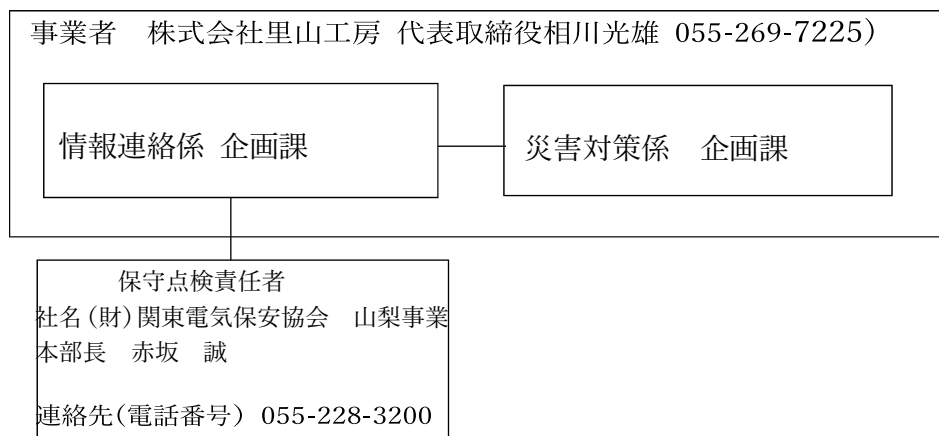 事業者　株式会社里山工房 代表取締役相川光雄 055-269-7225)
情報連絡係 企画課
災害対策係　企画課
保守点検責任者
社名(財)関東電気保安協会　山梨事業
本部長　赤坂　誠
連絡先(電話番号) 055-228-3200